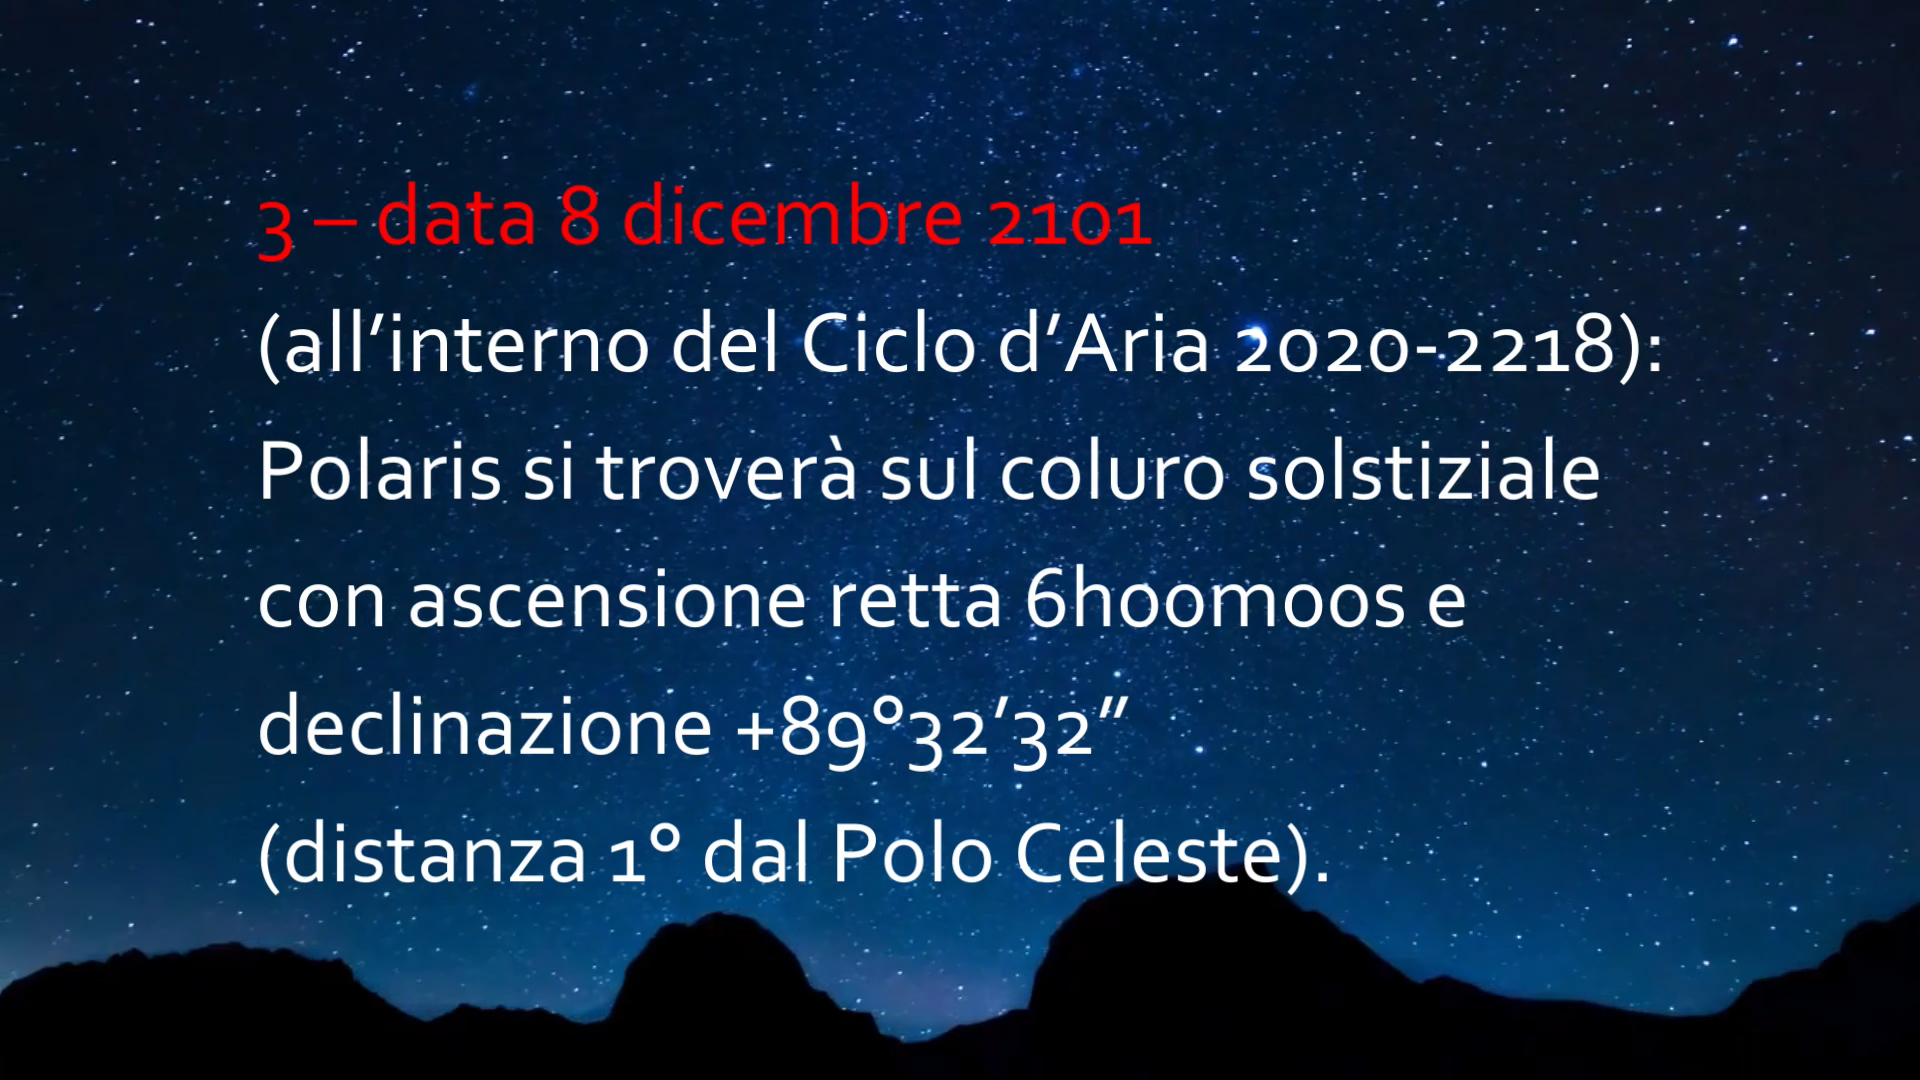 3 – data 8 dicembre 2101
(all’interno del Ciclo d’Aria 2020-2218):
Polaris si troverà sul coluro solstiziale
con ascensione retta 6h00m00s e
declinazione +89°32’32”
(distanza 1° dal Polo Celeste).